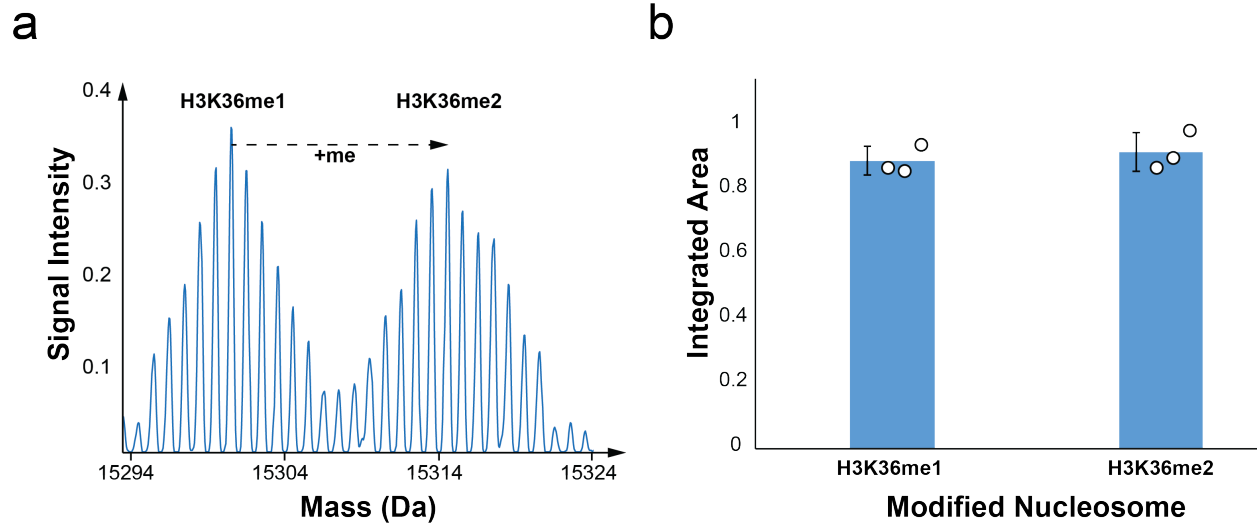 a
b
0.4
0.3
0.2
0.1
Signal Intensity
H3K36me1
H3K36me2
+me
15294
15304
15314
15324
Mass (Da)
1
0.8
0.6
0.4
0.2
0
Integrated Area
H3K36me1
H3K36me2
Modified Nucleosome